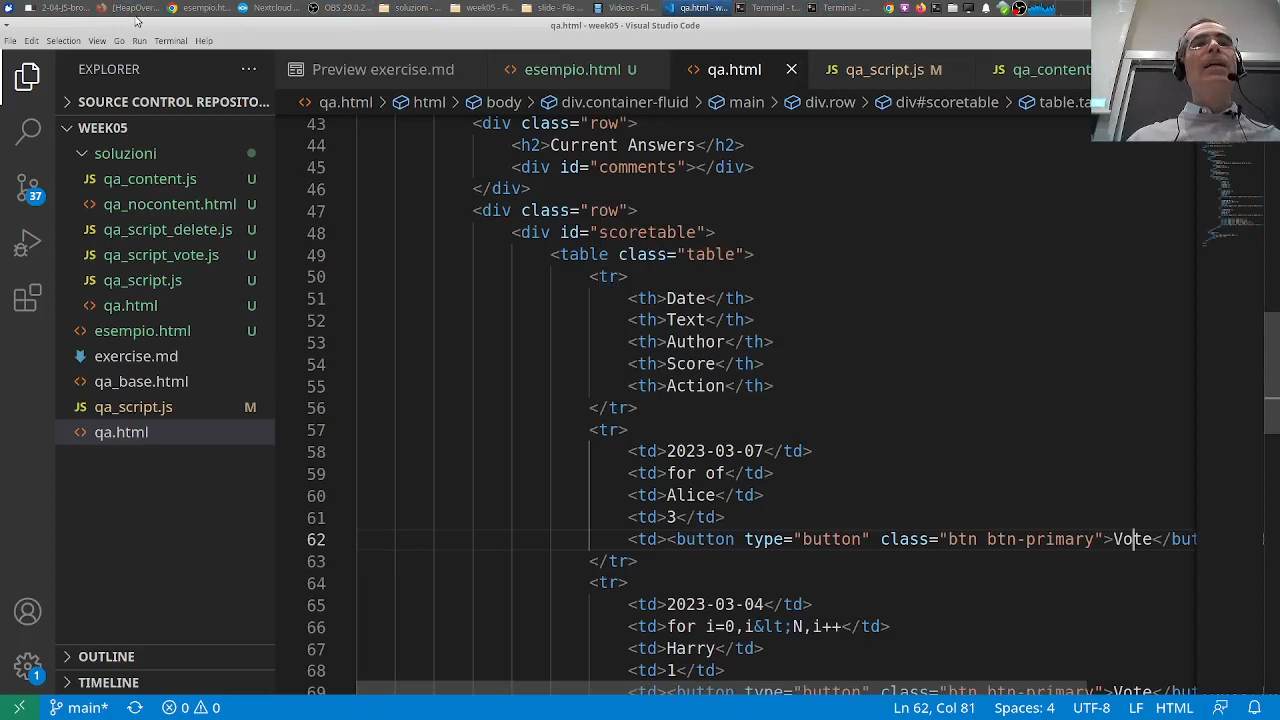 2-04-JS-bro...
(HeapOver...
esempio.ht...
Nextcloud ...
OBS 29.0.2...
soluzioni - ...
week05 – Fi...
slide – File ...
Videos – Fil...
qa.html - w...
Terminal - t...
Terminal - ...
qa.html - week05 - Visual Studio Code
File Edit Selection View Go Run Terminal Help
EXPLORER ...
Preview exercise.md
esempio.html U
qa.html
qa_script.js M
qa_content
SOURCE CONTROL REPOSITO...
qa.html > html > body > div.container-fluid > main > div.row > div#scoretable > table.ta
WEEK05
soluzioni
qa_content.js U
qa_nocontent.html U
qa_script_delete.js U
qa_script_vote.js U
qa_script.js U
qa.html U
esempio.html U
exercise.md
qa_base.html
qa_script.js M
qa.html
37
1
OUTLINE
TIMELINE
43 <div class="row">
44 <h2>Current Answers</h2>
45 <div id="comments"></div>
46 </div>
47 <div class="row">
48 <div id="scoretable">
49 <table class="table">
50 <tr>
51 <th>Date</th>
52 <th>Text</th>
53 <th>Author</th>
54 <th>Score</th>
55 <th>Action</th>
56 </tr>
57 <tr>
58 <td>2023-03-07</td>
59 <td>for of</td>
60 <td>Alice</td>
61 <td>3</td>
62 <td><button type="button" class="btn btn-primary">Vote</but
63 </tr>
64 <tr>
65 <td>2023-03-04</td>
66 <td>for i=0,i&lt;N,i++</td>
67 <td>Harry</td>
68 <td>1</td>
69 <td><button type="button" class="btn btn-primary">Vote</but
main* 0 0
Ln 62, Col 81 Spaces: 4 UTF-8 LF HTML